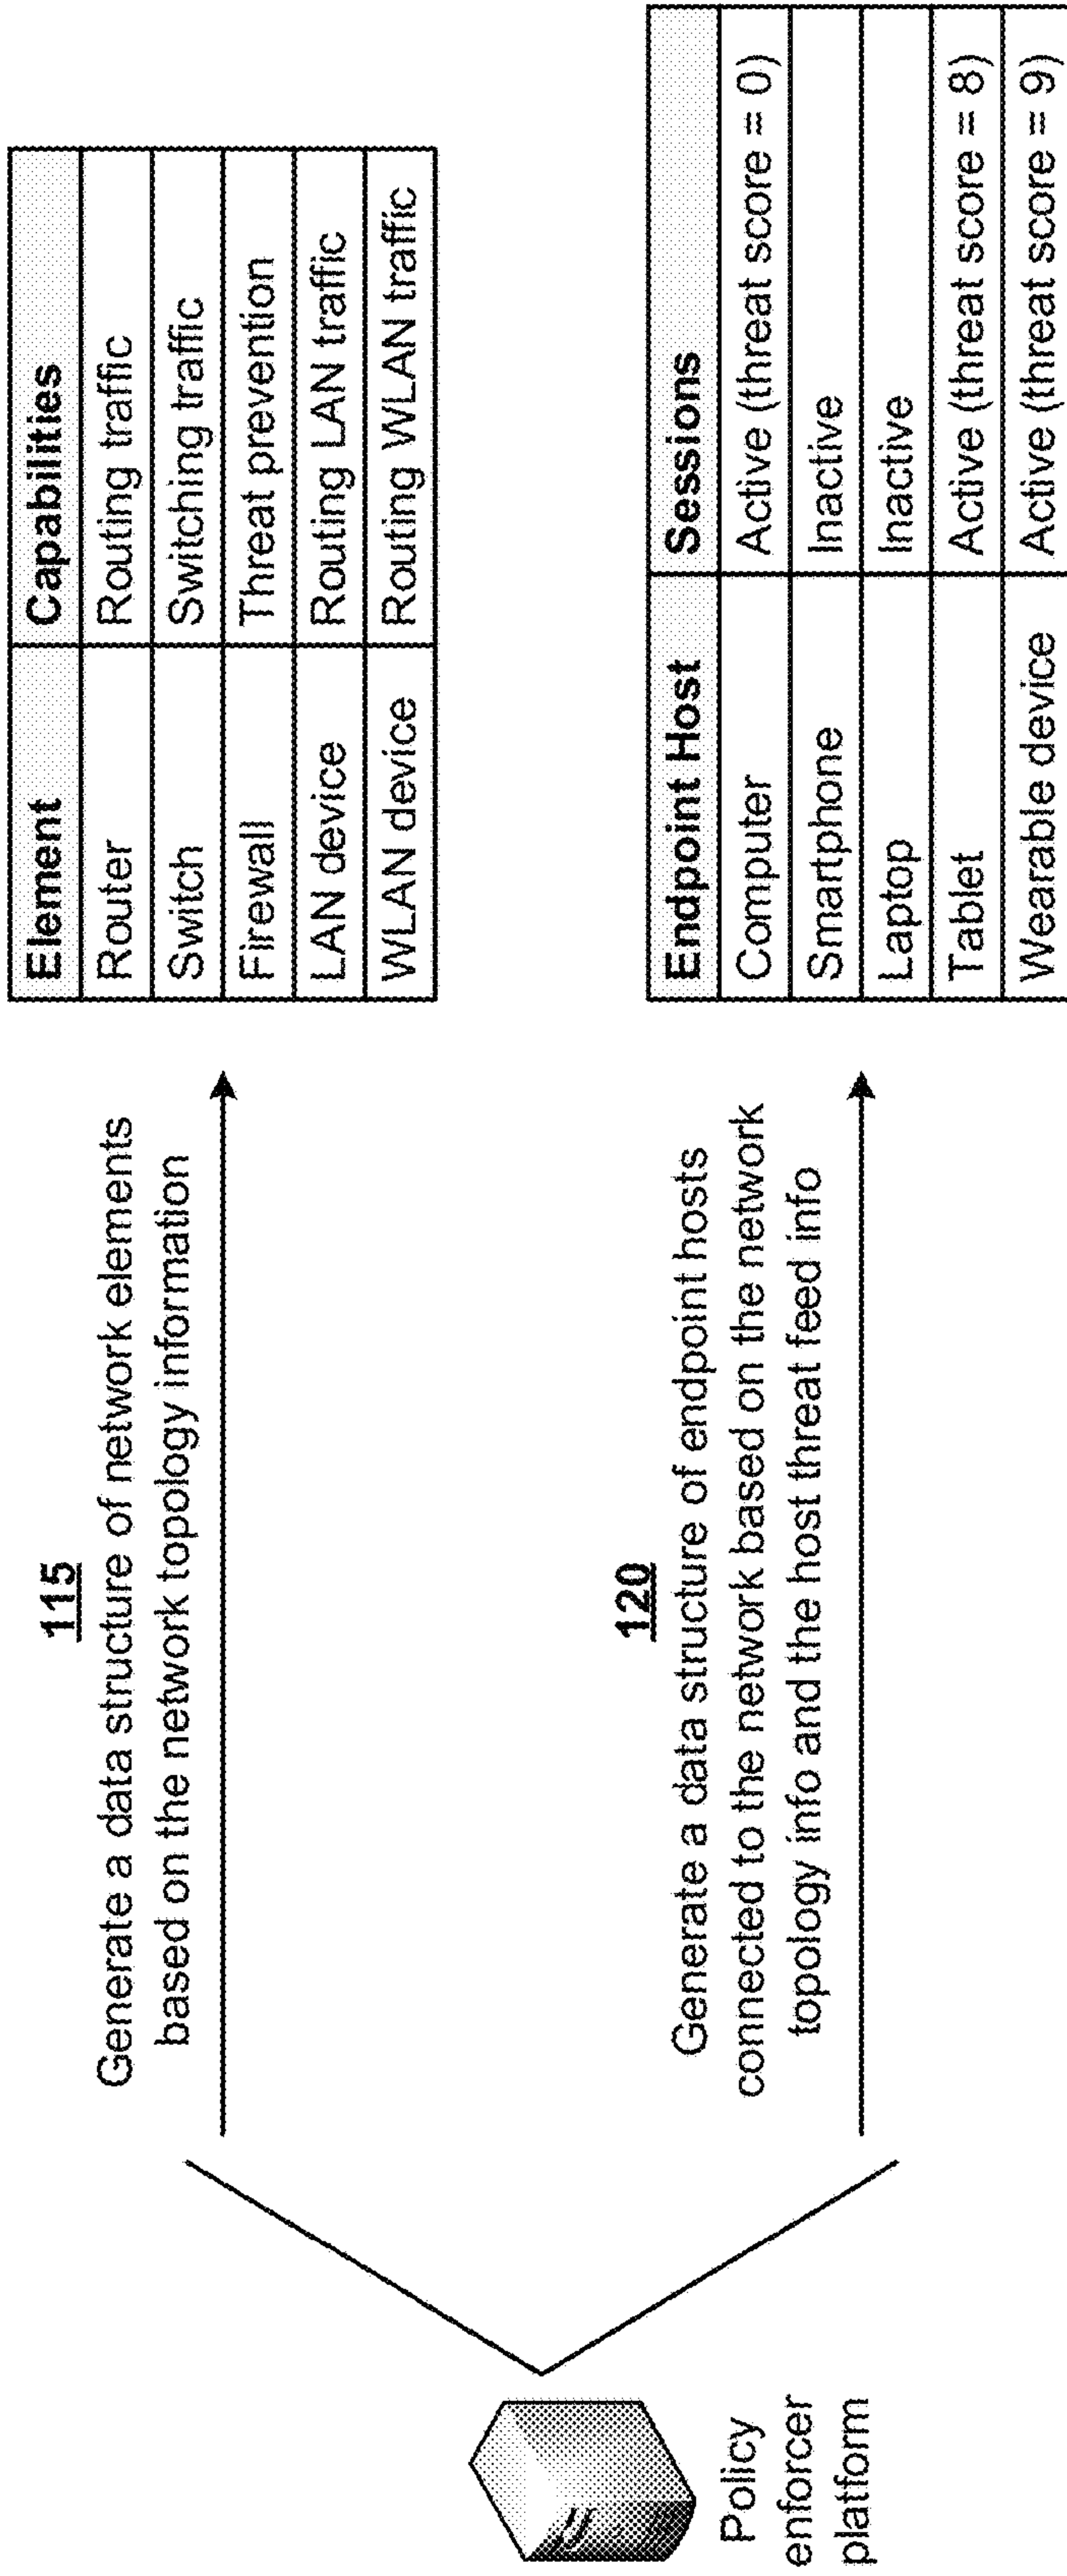 Policy
enforcer
platform
115
Generate a data structure of network elements
based on the network topology information
Element Capabilities
Router Routing traffic
Switch Switching traffic
Firewall Threat prevention
LAN device Routing LAN traffic
WLAN device Routing WLAN traffic
120
Generate a data structure of endpoint hosts
connected to the network based on the network
topology info and the host threat feed info
Endpoint Host Sessions
Computer Active (threat score = 0)
Smartphone Inactive
Laptop Inactive
Tablet Active (threat score = 8)
Wearable device Active (threat score = 9)